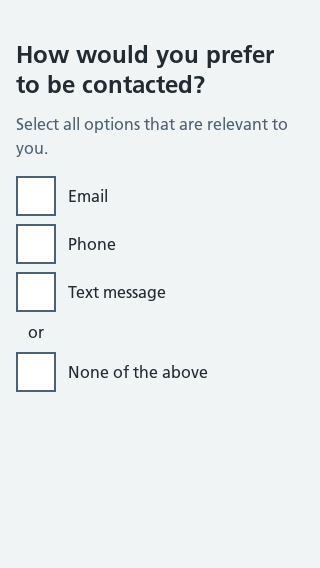 How would you prefer
to be contacted?
Select all options that are relevant to
you.
Email
Phone
Text message
or
None of the above